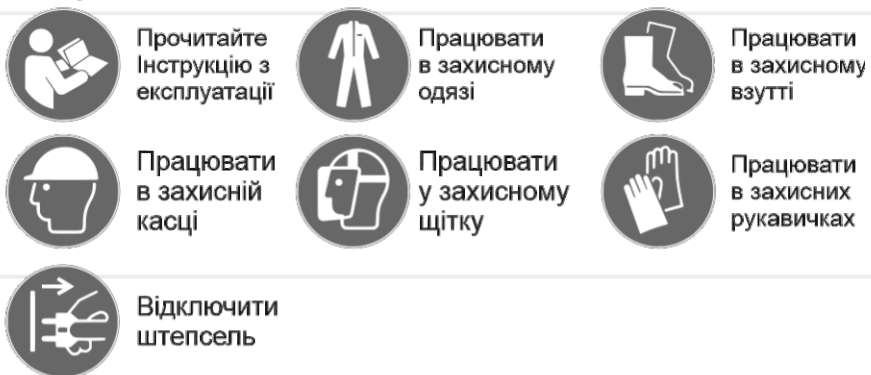 Прочитайте
Інструкцію з
експлуатації
Працювати
в захисному
одязі
Працювати
в захисному
взутті
Працювати
в захисній
касці
Працювати
у захисному
щітку
Працювати
в захисних
рукавичках
Відключити
штепсель